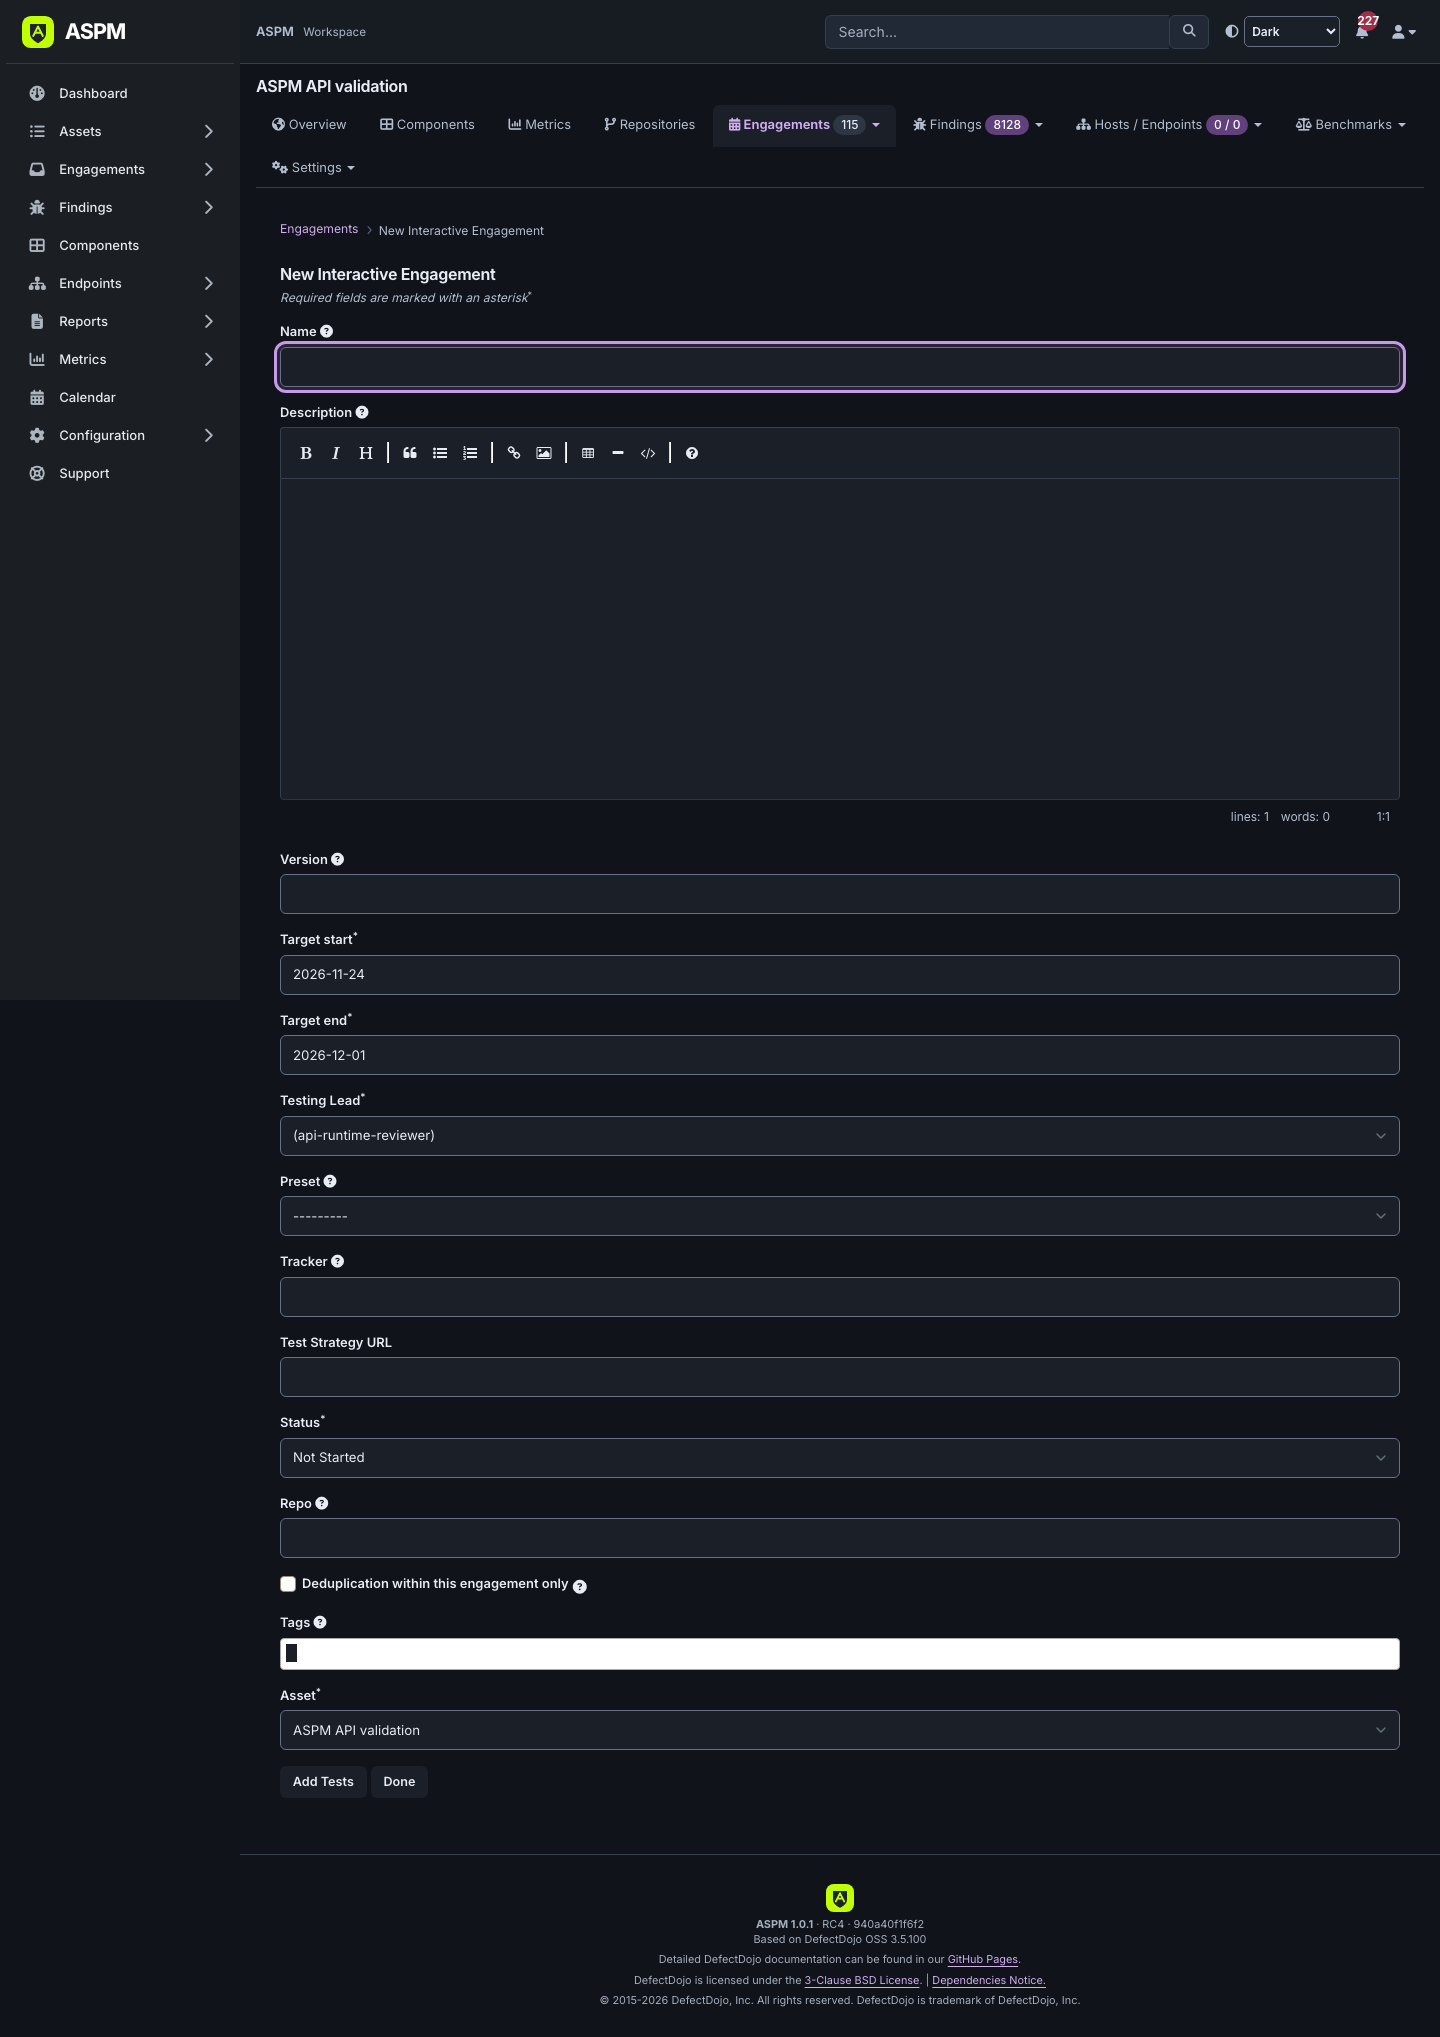 ASPM
ASPM Workspace
Search...
Dark
227
Dashboard
Assets
Engagements
Findings
Components
Endpoints
Reports
Metrics
Calendar
Configuration
Support
ASPM API validation
Overview
Components
Metrics
Repositories
Engagements 115
Findings 8128
Hosts / Endpoints 0 / 0
Benchmarks
Settings
Engagements
New Interactive Engagement
New Interactive Engagement
Required fields are marked with an asterisk*
Name
Description
B I H
lines: 1 words: 0 1:1
Version
Target start*
2026-11-24
Target end*
2026-12-01
Testing Lead*
(api-runtime-reviewer)
Preset
---------
Tracker
Test Strategy URL
Status*
Not Started
Repo
Deduplication within this engagement only
Tags
Asset*
ASPM API validation
Add Tests
Done
ASPM 1.0.1 · RC4 · 940a40f1f6f2
Based on DefectDojo OSS 3.5.100
Detailed DefectDojo documentation can be found in our GitHub Pages.
DefectDojo is licensed under the 3-Clause BSD License. | Dependencies Notice.
© 2015-2026 DefectDojo, Inc. All rights reserved. DefectDojo is trademark of DefectDojo, Inc.